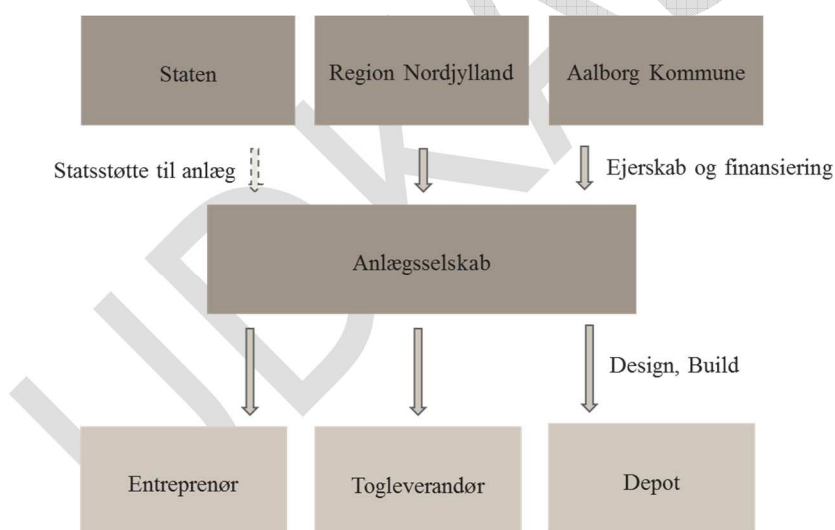 Staten
Region Nordjylland
Aalborg Kommune
Statsstøtte til anlæg
Ejerskab og finansiering
Anlægsselskab
Design, Build
Entreprenør
Togleverandør
Depot